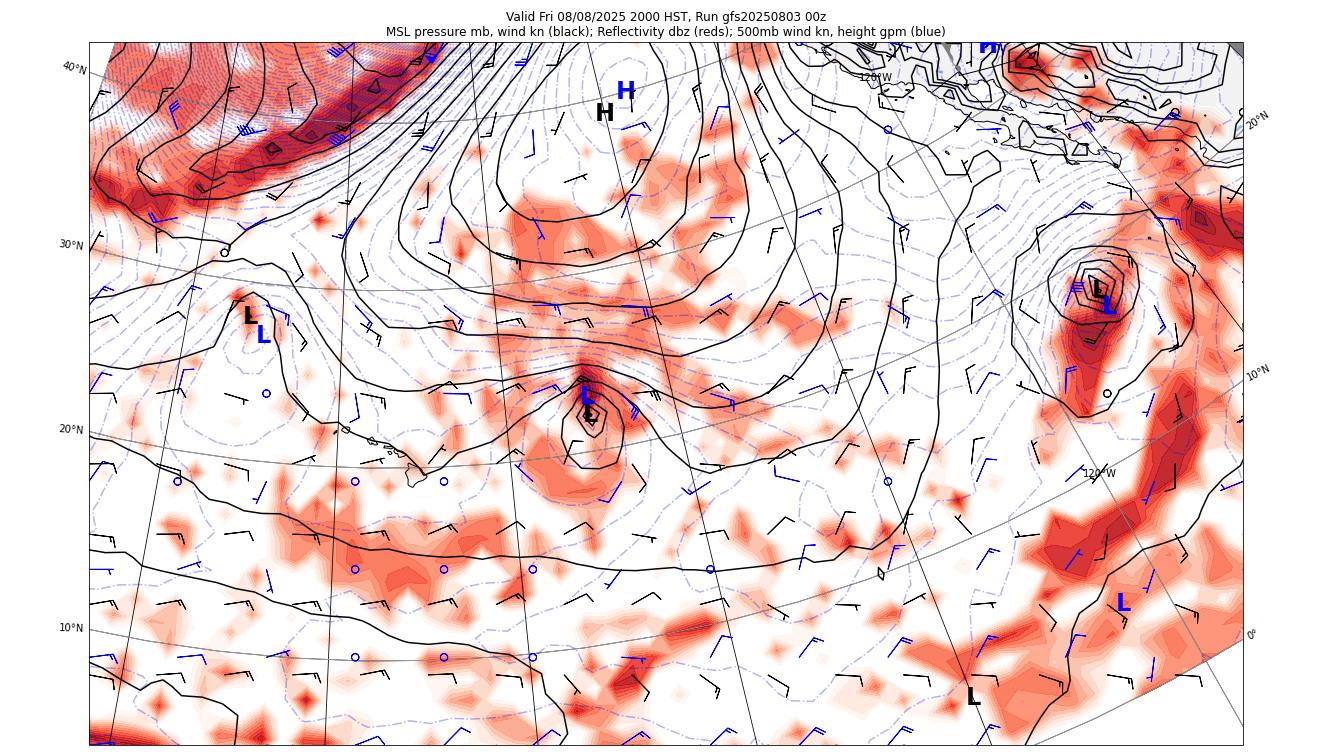 Valid Fri 08/08/2025 2000 HST, Run gfs20250803 00z
MSL pressure mb, wind kn (black); Reflectivity dbz (reds); 500mb wind kn, height gpm (blue)
H
40°N
120°W
H
H
20°N
30°N
L
L
L
L
10°N
L
L
20°N
120°W
L
10°N
0°
L